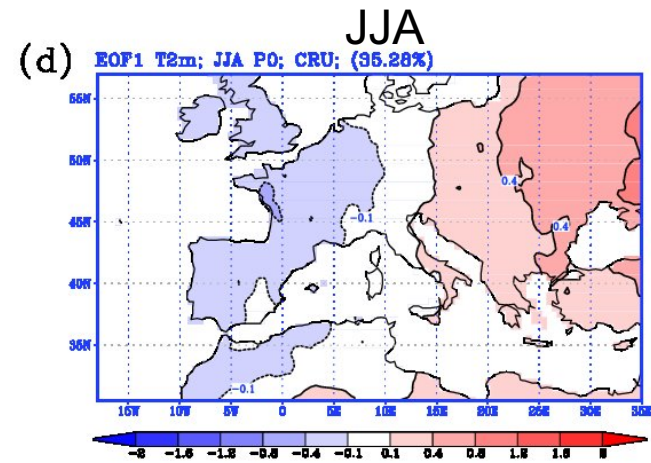 JJA
(d) EOF1 T2m; JJA P0; CRU; (35.28%)
55N
50N
0.4
-0.1
0.4
45N
40N
35N
-0.1
15W 10W 5W 0 5E 10E 15E 20E 25E 30E 35E
-2 -1.6 -1.2 -0.8 -0.4 -0.1 0.1 0.4 0.8 1.2 1.6 2